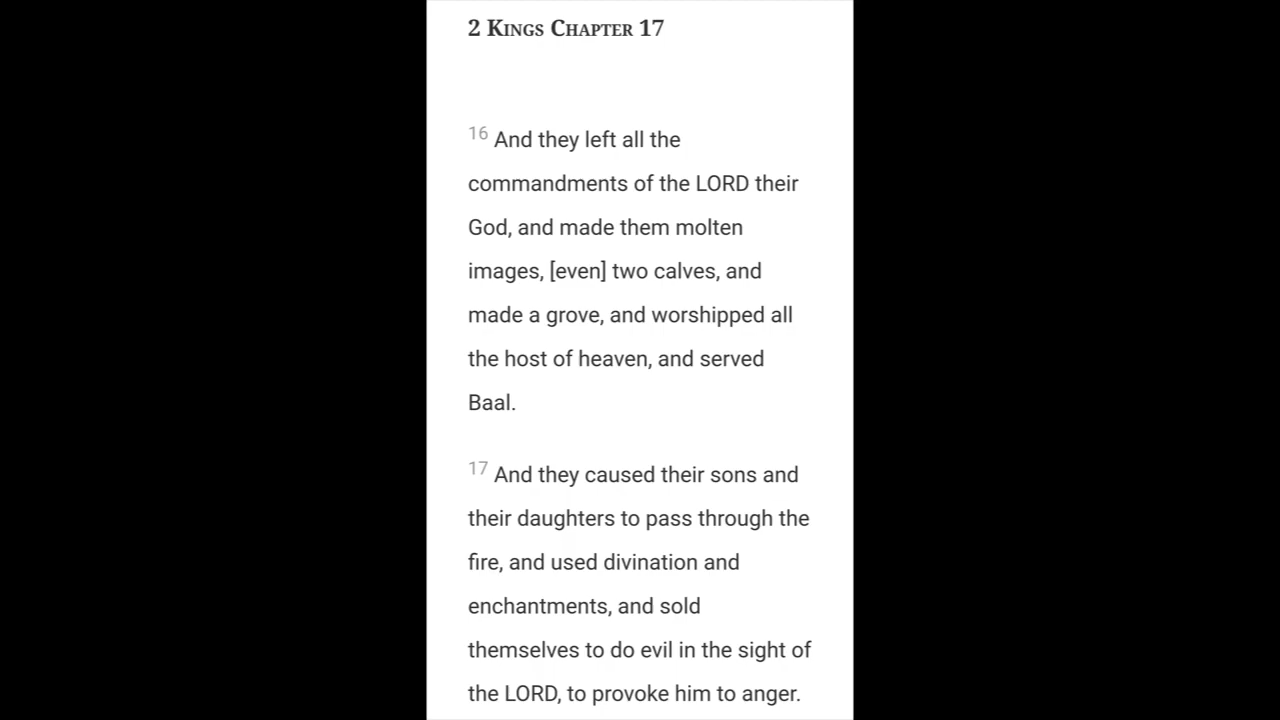 2 Kings Chapter 17
16 And they left all the
commandments of the LORD their
God, and made them molten
images, [even] two calves, and
made a grove, and worshipped all
the host of heaven, and served
Baal.
17 And they caused their sons and
their daughters to pass through the
fire, and used divination and
enchantments, and sold
themselves to do evil in the sight of
the LORD, to provoke him to anger.